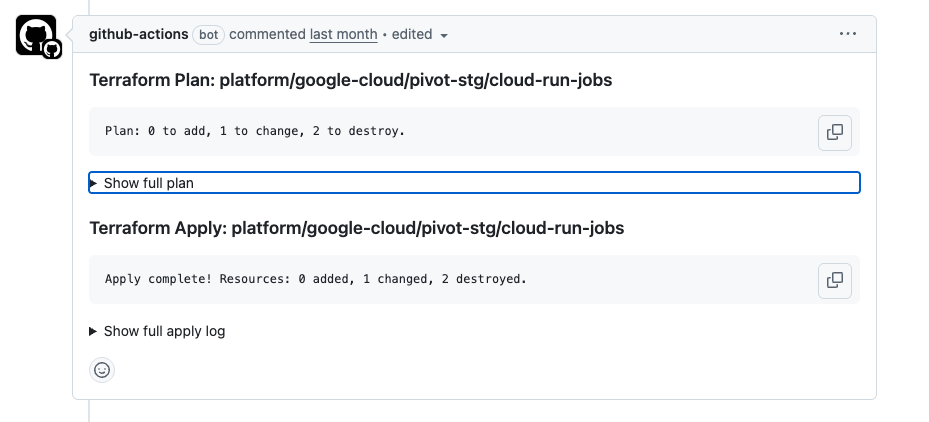 github-actions bot commented last month • edited
Terraform Plan: platform/google-cloud/pivot-stg/cloud-run-jobs
Plan: 0 to add, 1 to change, 2 to destroy.
Show full plan
Terraform Apply: platform/google-cloud/pivot-stg/cloud-run-jobs
Apply complete! Resources: 0 added, 1 changed, 2 destroyed.
Show full apply log